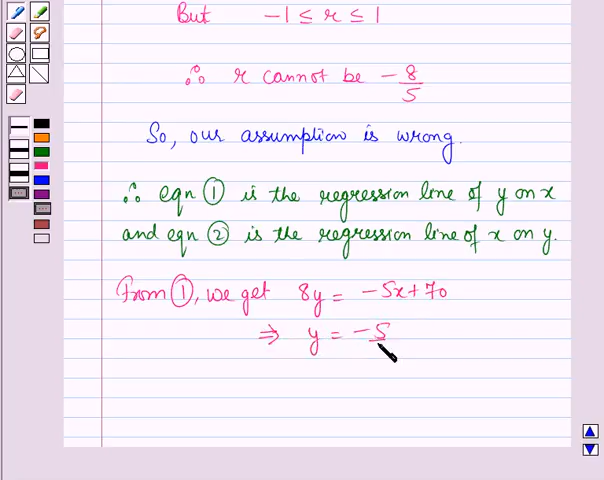 But -1 ≤ r ≤ 1
∴ r cannot be -8/5
So, our assumption is wrong.
∴ eqn ① is the regression line of y on x
and eqn ② is the regression line of x on y.
From ①, we get 8y = -5x + 70
⇒ y = -5